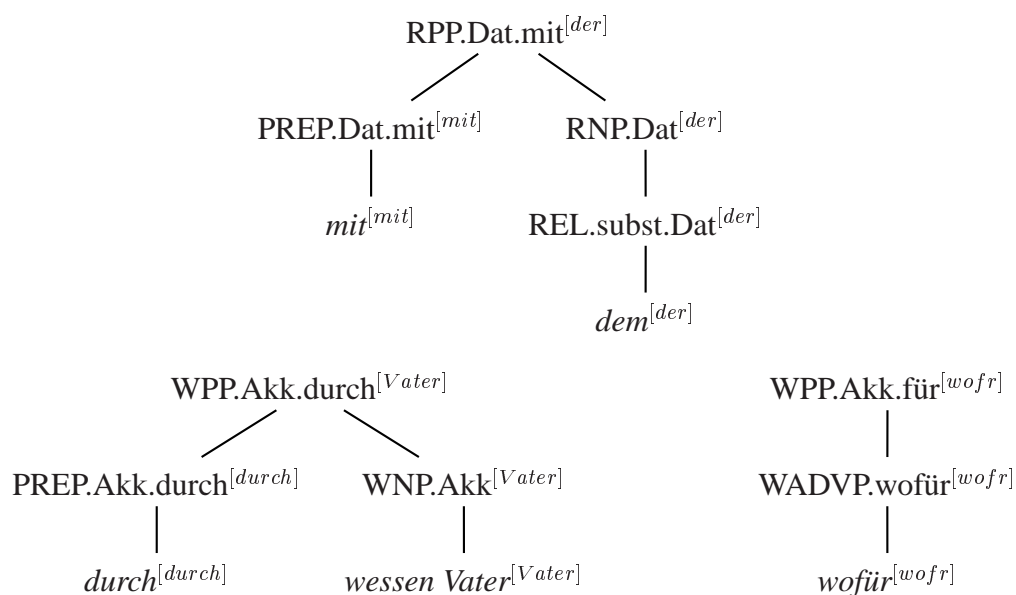 RPP.Dat.mit[der]
PREP.Dat.mit[mit] RNP.Dat[der]
mit[mit] REL.subst.Dat[der]
dem[der]
WPP.Akk.durch[Vater] WPP.Akk.für[wofr]
PREP.Akk.durch[durch] WNP.Akk[Vater] WADVP.wofür[wofr]
durch[durch] wessen Vater[Vater] wofür[wofr]